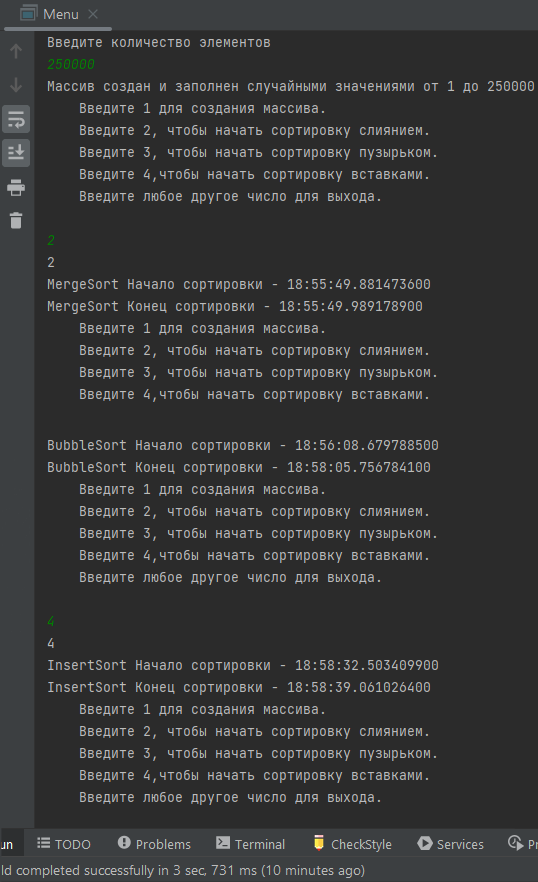 Menu
Введите количество элементов
250000
Массив создан и заполнен случайными значениями от 1 до 250000
Введите 1 для создания массива.
Введите 2, чтобы начать сортировку слиянием.
Введите 3, чтобы начать сортировку пузырьком.
Введите 4,чтобы начать сортировку вставками.
Введите любое другое число для выхода.
2
2
MergeSort Начало сортировки - 18:55:49.881473600
MergeSort Конец сортировки - 18:55:49.989178900
Введите 1 для создания массива.
Введите 2, чтобы начать сортировку слиянием.
Введите 3, чтобы начать сортировку пузырьком.
Введите 4,чтобы начать сортировку вставками.
BubbleSort Начало сортировки - 18:56:08.679788500
BubbleSort Конец сортировки - 18:58:05.756784100
Введите 1 для создания массива.
Введите 2, чтобы начать сортировку слиянием.
Введите 3, чтобы начать сортировку пузырьком.
Введите 4,чтобы начать сортировку вставками.
Введите любое другое число для выхода.
4
4
InsertSort Начало сортировки - 18:58:32.503409900
InsertSort Конец сортировки - 18:58:39.061026400
Введите 1 для создания массива.
Введите 2, чтобы начать сортировку слиянием.
Введите 3, чтобы начать сортировку пузырьком.
Введите 4,чтобы начать сортировку вставками.
Введите любое другое число для выхода.
un TODO Problems Terminal CheckStyle Services Pr
ld completed successfully in 3 sec, 731 ms (10 minutes ago)